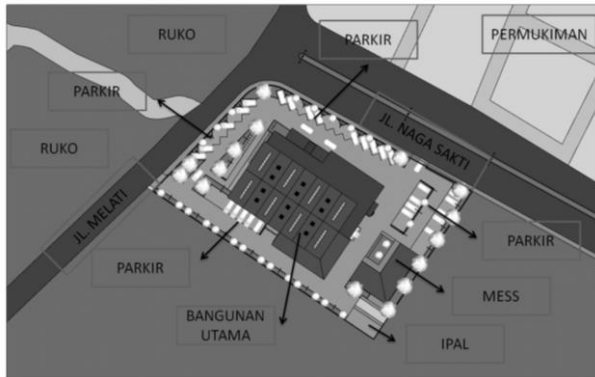 RUKO
PARKIR
PERMUKIMAN
PARKIR
JL. NAGA SAKTI
RUKO
JL. MELATI
PARKIR
PARKIR
MESS
BANGUNAN
UTAMA
IPAL